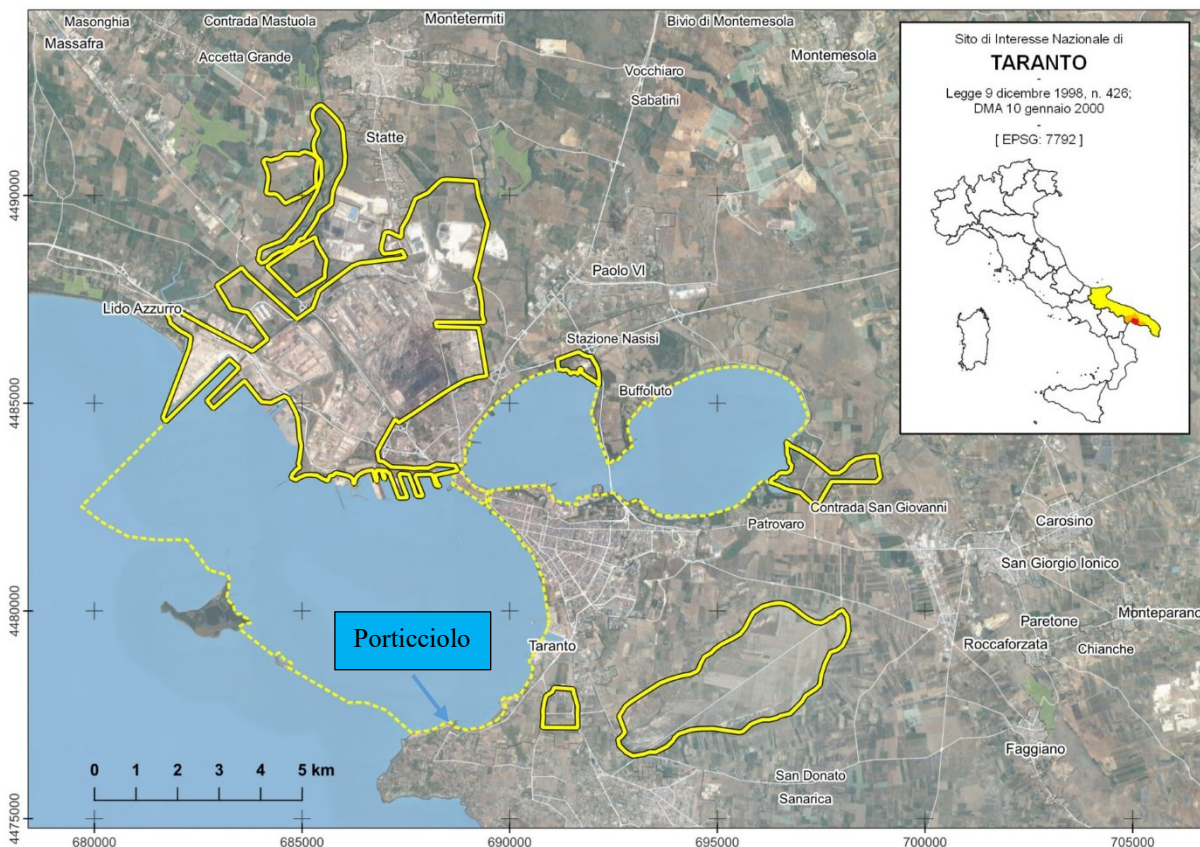 Masonghia
Contrada Mastuola
Montetermiti
Bivio di Montemesola
Massafra
Accetta Grande
Montemesola
Vocchiaro
Sabatini
Statte
Paolo VI
Lido Azzurro
Stazione Nasisi
Buffoluto
Contrada San Giovanni
Patrovaro
Carosino
San Giorgio Ionico
Monteparano
Paretone
Roccaforzata
Chianche
Taranto
Porticciolo
Faggiano
San Donato
Sanarica
Sito di Interesse Nazionale di
TARANTO
-
Legge 9 dicembre 1998, n. 426;
DMA 10 gennaio 2000
-
[ EPSG: 7792 ]
0 1 2 3 4 5 km
4490000
4485000
4480000
4475000
680000 685000 690000 695000 700000 705000